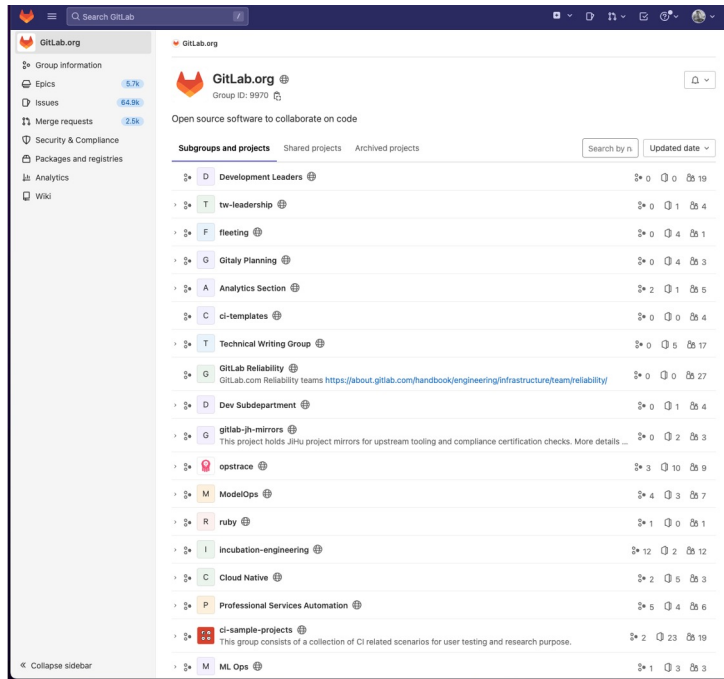 Search GitLab /
GitLab.org
Group information
Epics 5.7k
Issues 64.9k
Merge requests 2.5k
Security & Compliance
Packages and registries
Analytics
Wiki
Collapse sidebar
GitLab.org
GitLab.org
Group ID: 9970
Open source software to collaborate on code
Subgroups and projects Shared projects Archived projects Search by n Updated date
D Development Leaders 0 0 19
T tw-leadership 0 1 4
F fleeting 0 4 1
G Gitaly Planning 0 4 3
A Analytics Section 2 1 5
C ci-templates 0 0 4
T Technical Writing Group 0 5 17
G GitLab Reliability 0 0 27
GitLab.com Reliability teams https://about.gitlab.com/handbook/engineering/infrastructure/team/reliability/
D Dev Subdepartment 0 1 4
G gitlab-jh-mirrors 0 2 3
This project holds JiHu project mirrors for upstream tooling and compliance certification checks. More details ...
opstrace 3 10 9
M ModelOps 4 3 7
R ruby 1 0 1
I incubation-engineering 12 2 12
C Cloud Native 2 5 3
P Professional Services Automation 5 4 6
ci-sample-projects 2 23 19
This group consists of a collection of CI related scenarios for user testing and research purpose.
M ML Ops 1 3 3